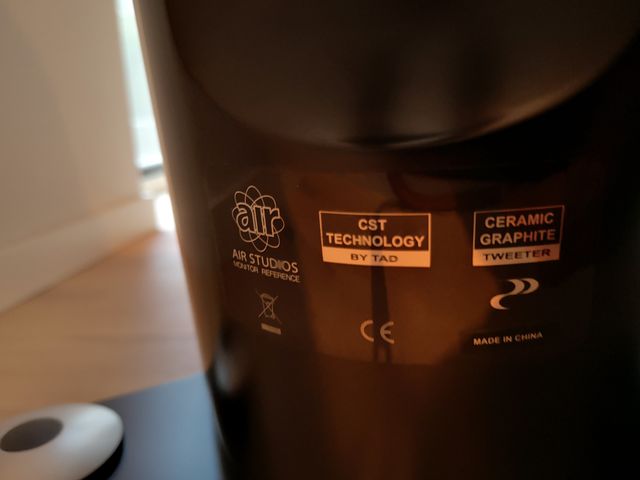 air
AIR STUDIOS
MONITOR REFERENCE
CST
TECHNOLOGY
BY TAD
CERAMIC
GRAPHITE
TWEETER
CE
MADE IN CHINA